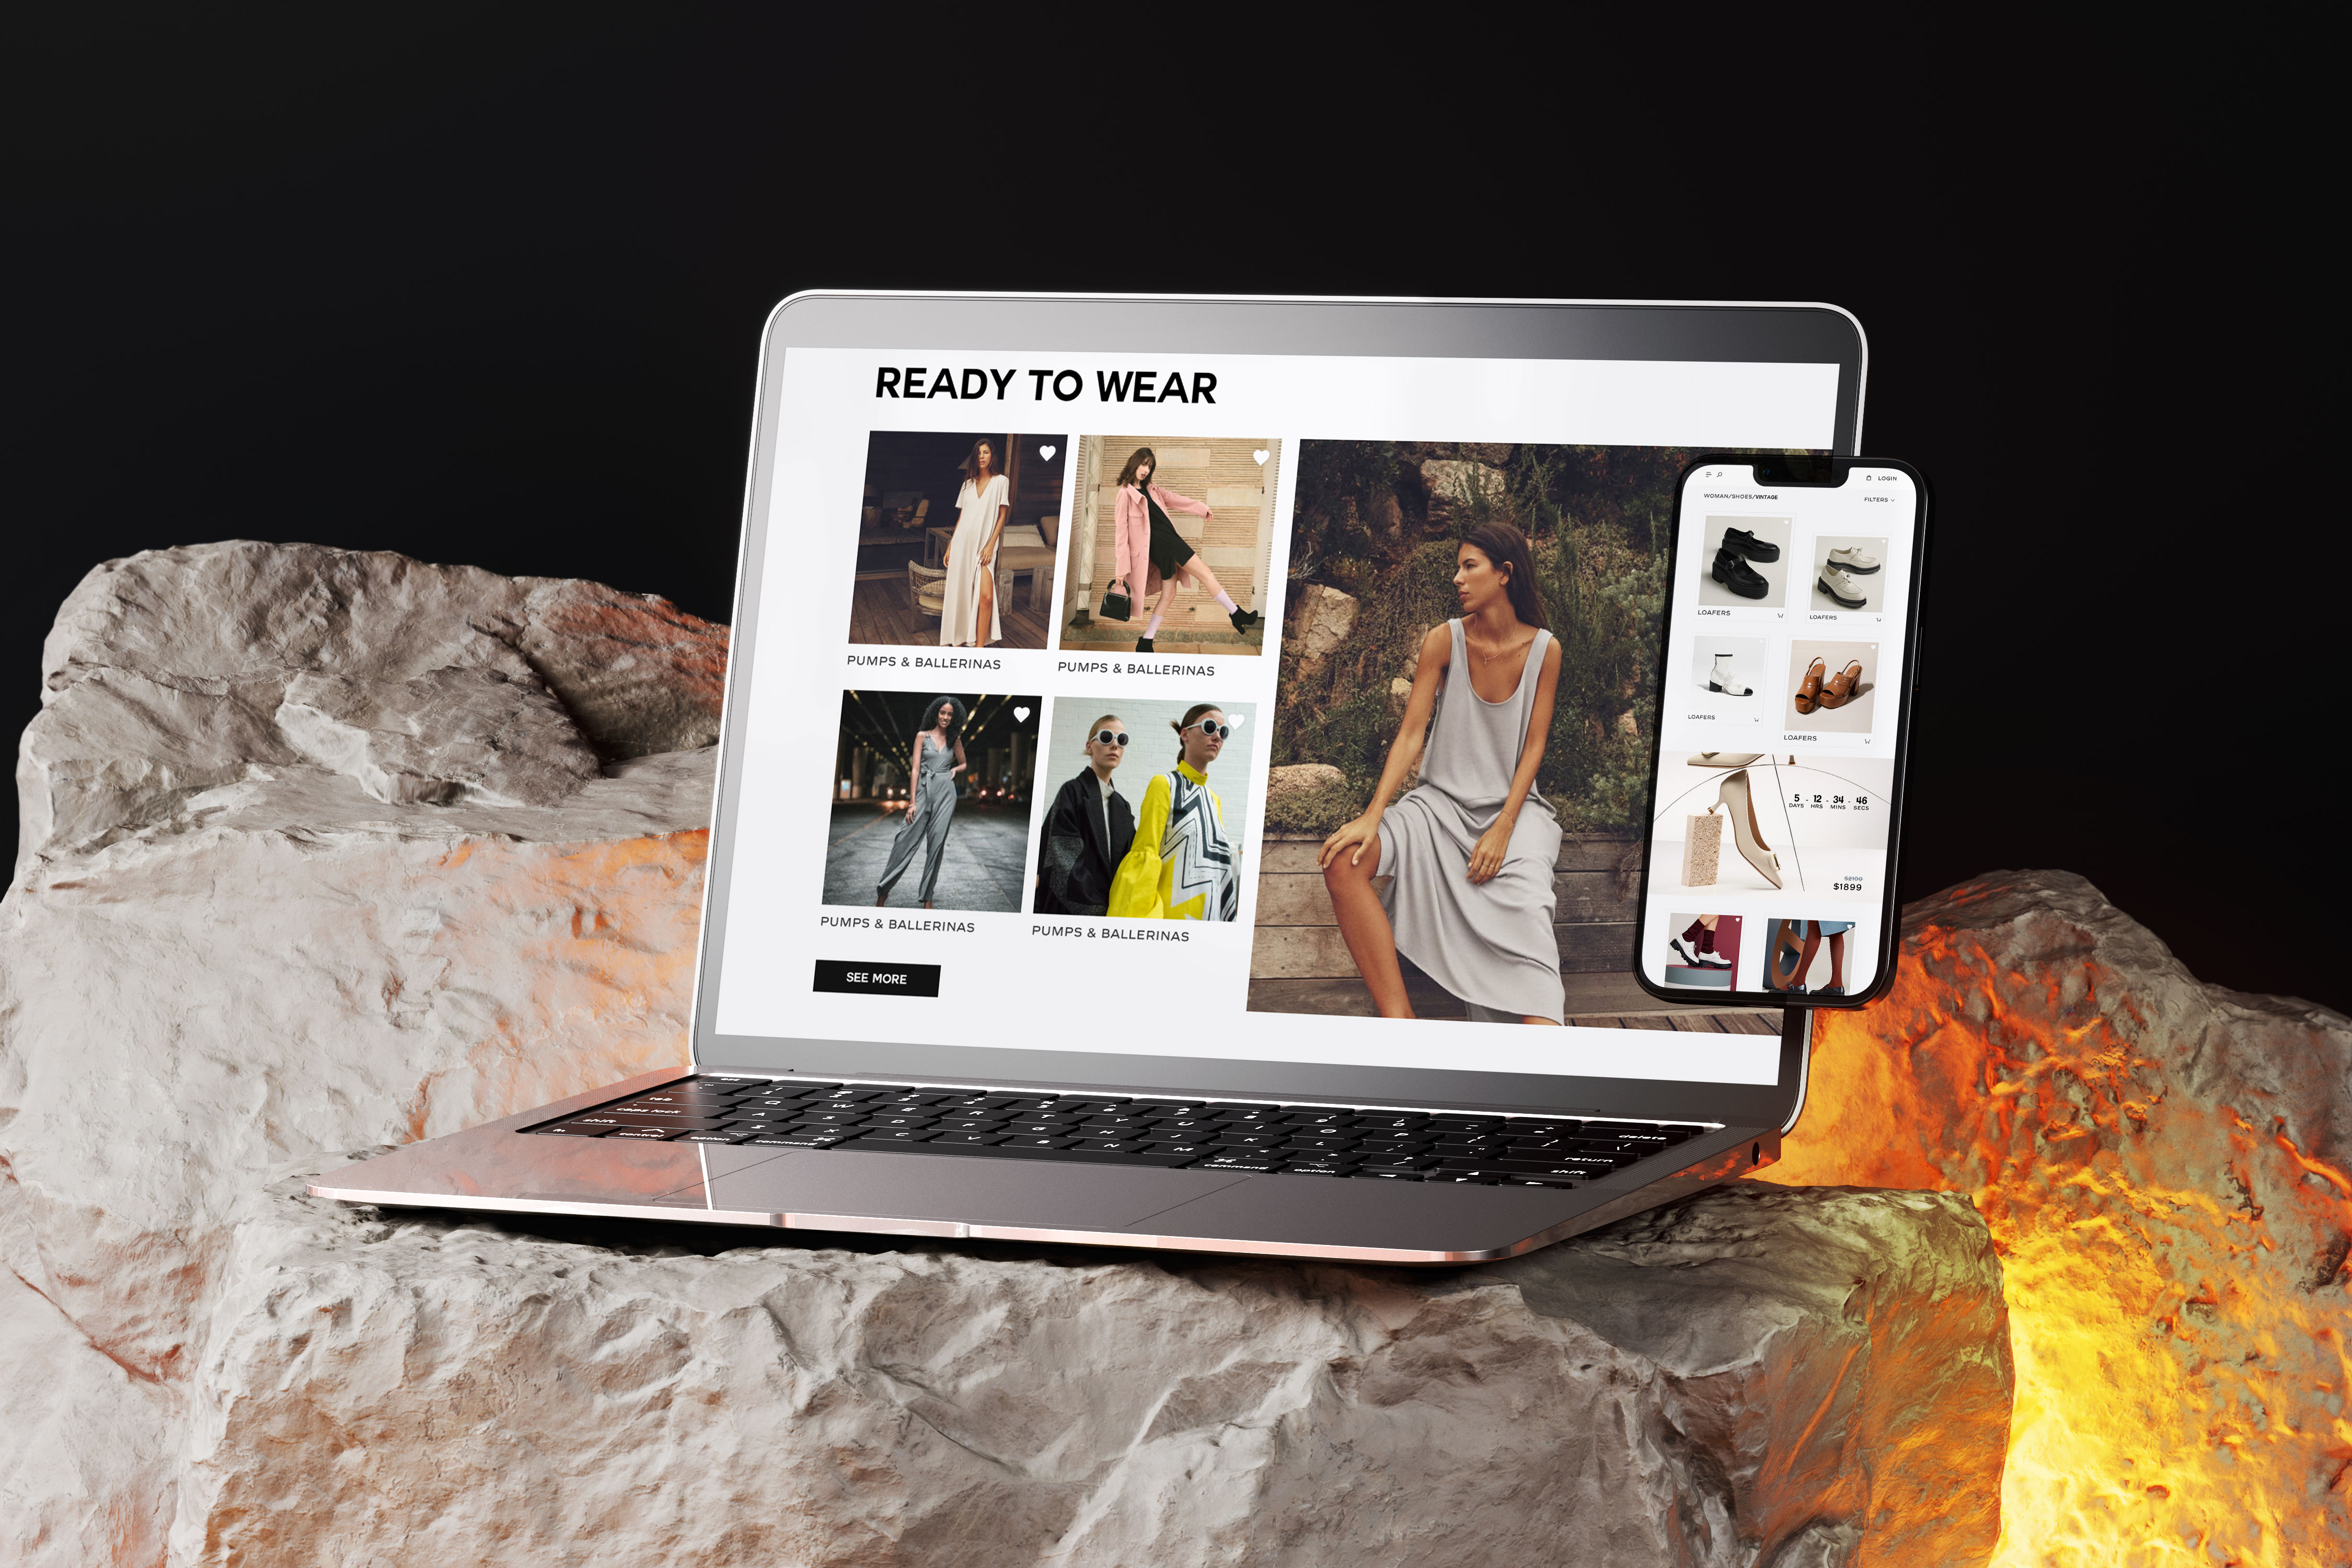 READY TO WEAR
PUMPS & BALLERINAS
PUMPS & BALLERINAS
PUMPS & BALLERINAS
PUMPS & BALLERINAS
SEE MORE
LOGIN
WOMAN/SHOES/VINTAGE
FILTERS
LOAFERS
LOAFERS
LOAFERS
LOAFERS
5 - 12 - 34 - 46
DAYS HRS MINS SECS
$2100
$1899
tab
caps lock
shift
fn control option command
command option
delete
return
shift